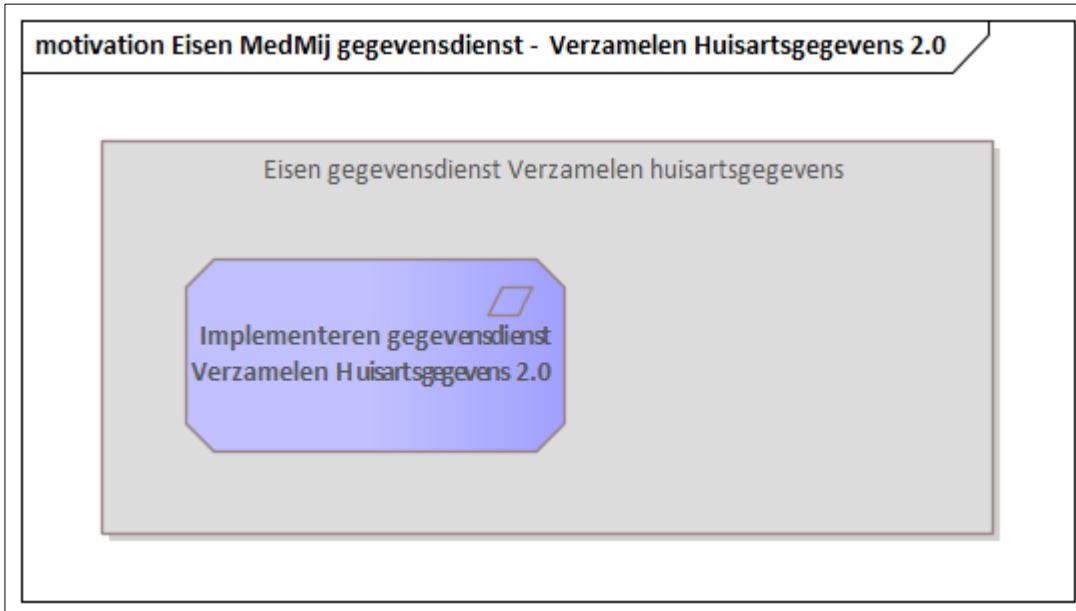 motivation Eisen MedMij gegevensdienst - Verzamelen Huisartsgegevens 2.0
Eisen gegevensdienst Verzamelen huisartsgegevens
Implementeren gegevensdienst
Verzamelen Huisartsgegevens 2.0